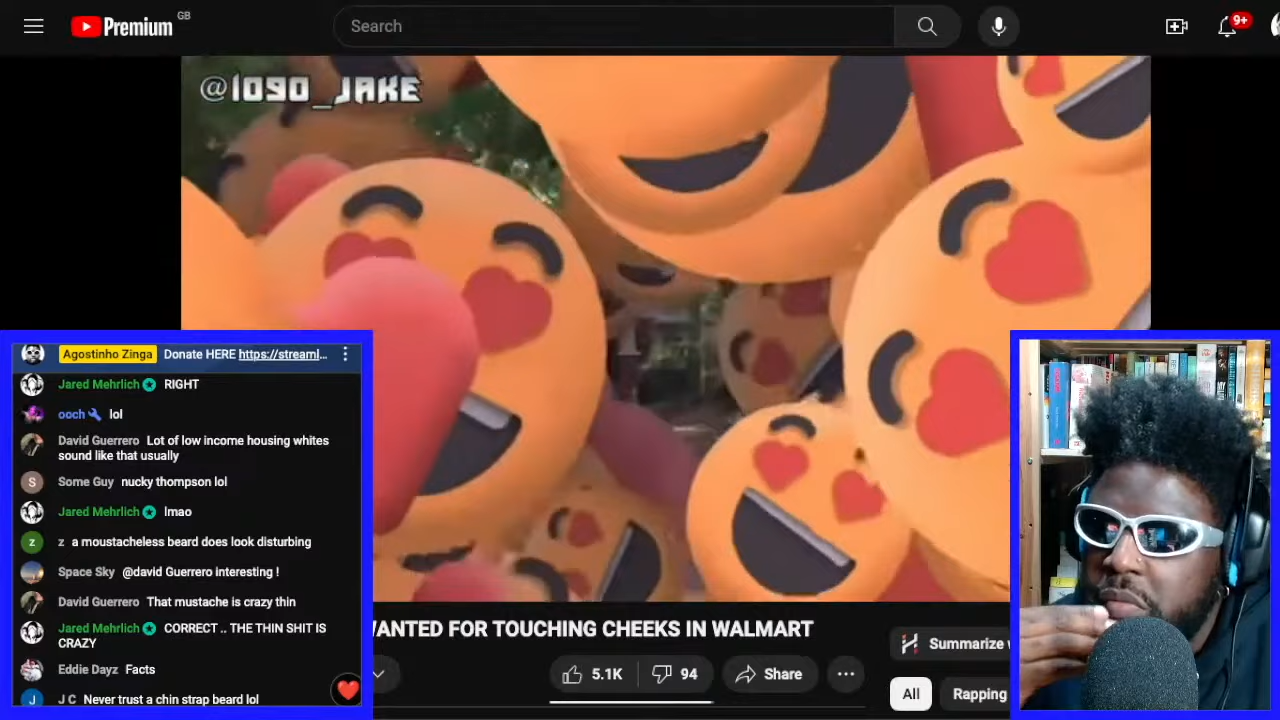 Premium GB
Search
9+
@1090_JAKE
Agostinho Zinga Donate HERE https://streaml...
Jared Mehrlich RIGHT
ooch lol
David Guerrero Lot of low income housing whites
sound like that usually
S Some Guy nucky thompson lol
Jared Mehrlich lmao
z z a moustacheless beard does look disturbing
Space Sky @david Guerrero interesting !
David Guerrero That mustache is crazy thin
Jared Mehrlich CORRECT .. THE THIN SHIT IS
CRAZY
Eddie Dayz Facts
J J C Never trust a chin strap beard lol
WANTED FOR TOUCHING CHEEKS IN WALMART
5.1K 94 Share
Summarize
All Rapping